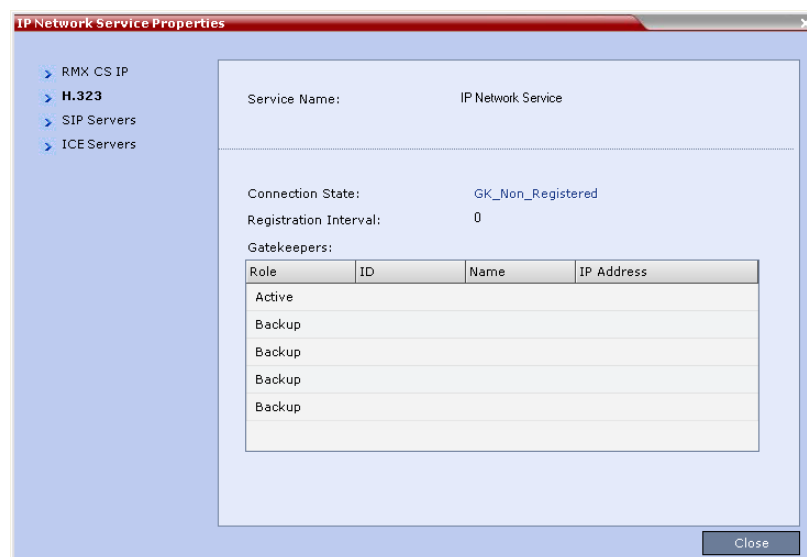 IP Network Service Properties
RMX CS IP
H.323
SIP Servers
ICE Servers
Service Name: IP Network Service
Connection State: GK_Non_Registered
Registration Interval: 0
Gatekeepers:
Role ID Name IP Address
Active
Backup
Backup
Backup
Backup
Close